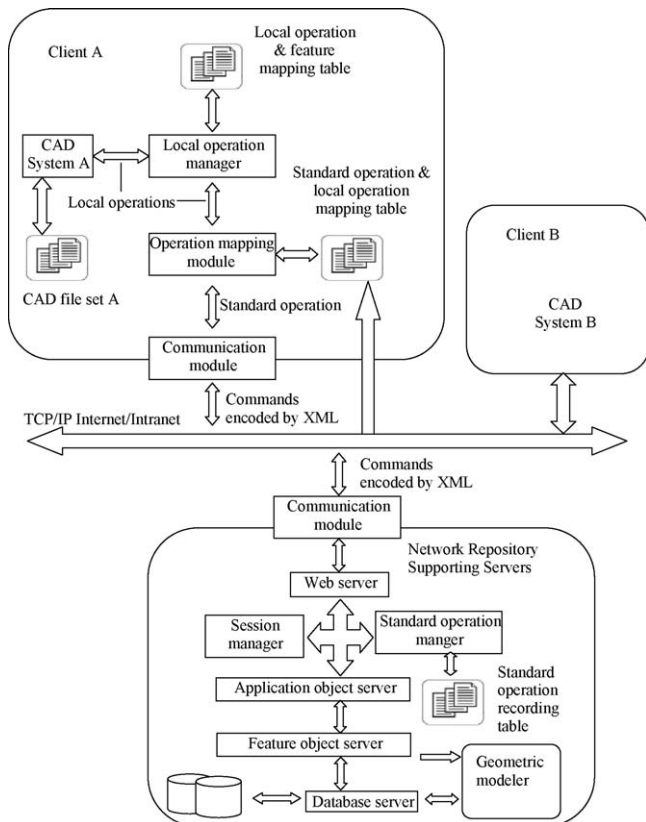 Client A
Local operation
& feature
mapping table
CAD
System A
Local operation
manager
Local operations
Standard operation &
local operation
mapping table
Operation mapping
module
CAD file set A
Standard operation
Communication
module
Commands
encoded by XML
TCP/IP Internet/Intranet
Client B
CAD
System B
Commands
encoded by XML
Communication
module
Network Repository
Supporting Servers
Web server
Session
manager
Standard operation
manger
Application object server
Standard
operation
recording
table
Feature object server
Geometric
modeler
Database server